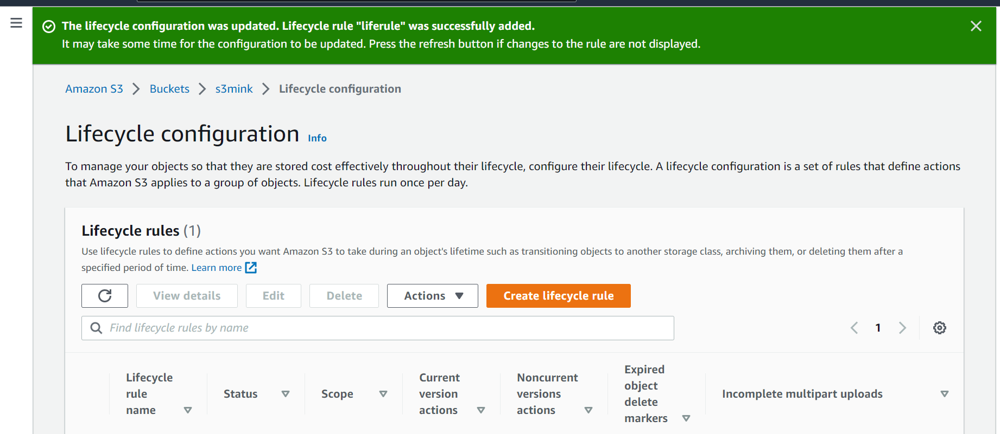 The lifecycle configuration was updated. Lifecycle rule "liferule" was successfully added.
It may take some time for the configuration to be updated. Press the refresh button if changes to the rule are not displayed.
Amazon S3 > Buckets > s3mink > Lifecycle configuration
Lifecycle configuration Info
To manage your objects so that they are stored cost effectively throughout their lifecycle, configure their lifecycle. A lifecycle configuration is a set of rules that define actions
that Amazon S3 applies to a group of objects. Lifecycle rules run once per day.
Lifecycle rules (1)
Use lifecycle rules to define actions you want Amazon S3 to take during an object's lifetime such as transitioning objects to another storage class, archiving them, or deleting them after a
specified period of time. Learn more
View details Edit Delete Actions Create lifecycle rule
Find lifecycle rules by name 1
Lifecycle
rule
name
Status
Scope
Current
version
actions
Noncurrent
versions
actions
Expired
object
delete
markers
Incomplete multipart uploads